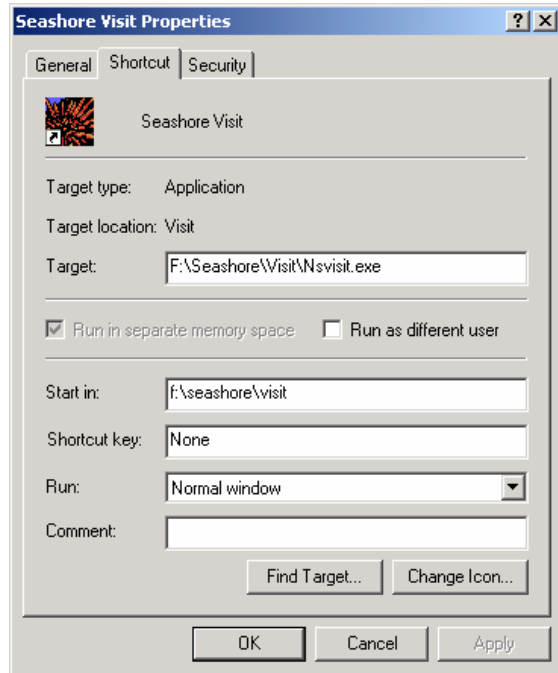 Seashore Visit Properties
General Shortcut Security
Seashore Visit
Target type: Application
Target location: Visit
Target: F:\Seashore\Visit\Nsvisit.exe
Run in separate memory space Run as different user
Start in: f:\seashore\visit
Shortcut key: None
Run: Normal window
Comment:
Find Target... Change Icon...
OK Cancel Apply